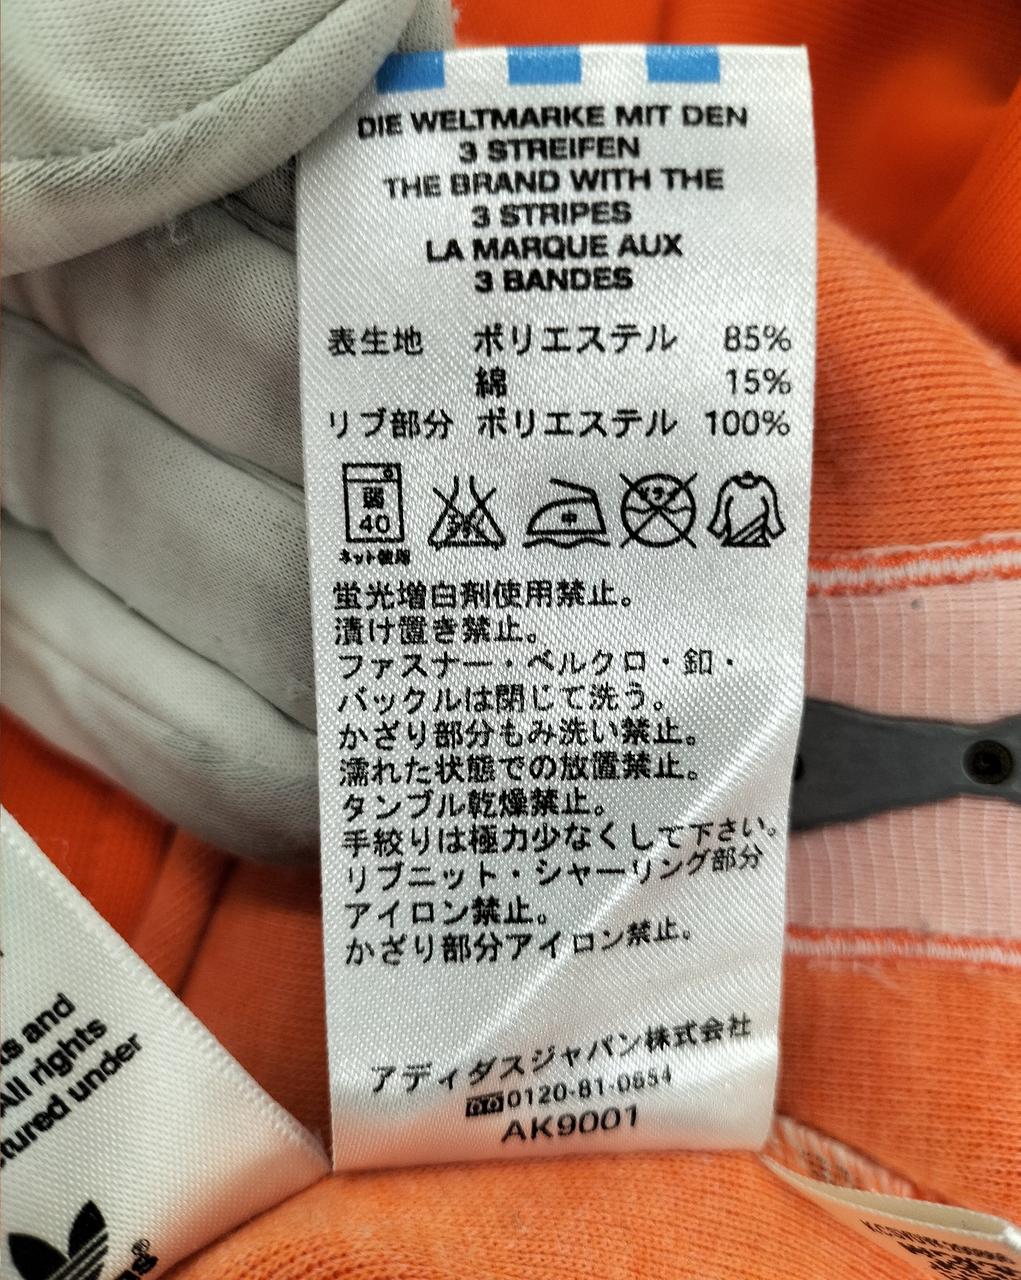 DIE WELTMARKE MIT DEN
3 STREIFEN
THE BRAND WITH THE
3 STRIPES
LA MARQUE AUX
3 BANDES
表生地 ポリエステル 85%
綿 15%
リブ部分 ポリエステル 100%
弱
40
ネット使用
蛍光増白剤使用禁止。
漬け置き禁止。
ファスナー・ベルクロ・釦・
バックルは閉じて洗う。
かざり部分もみ洗い禁止。
濡れた状態での放置禁止。
タンブル乾燥禁止。
手絞りは極力少なくして下さい。
リブニット・シャーリング部分
アイロン禁止。
かざり部分アイロン禁止。
アディダスジャパン株式会社
0120-81-0654
AK9001
and
All rights
under